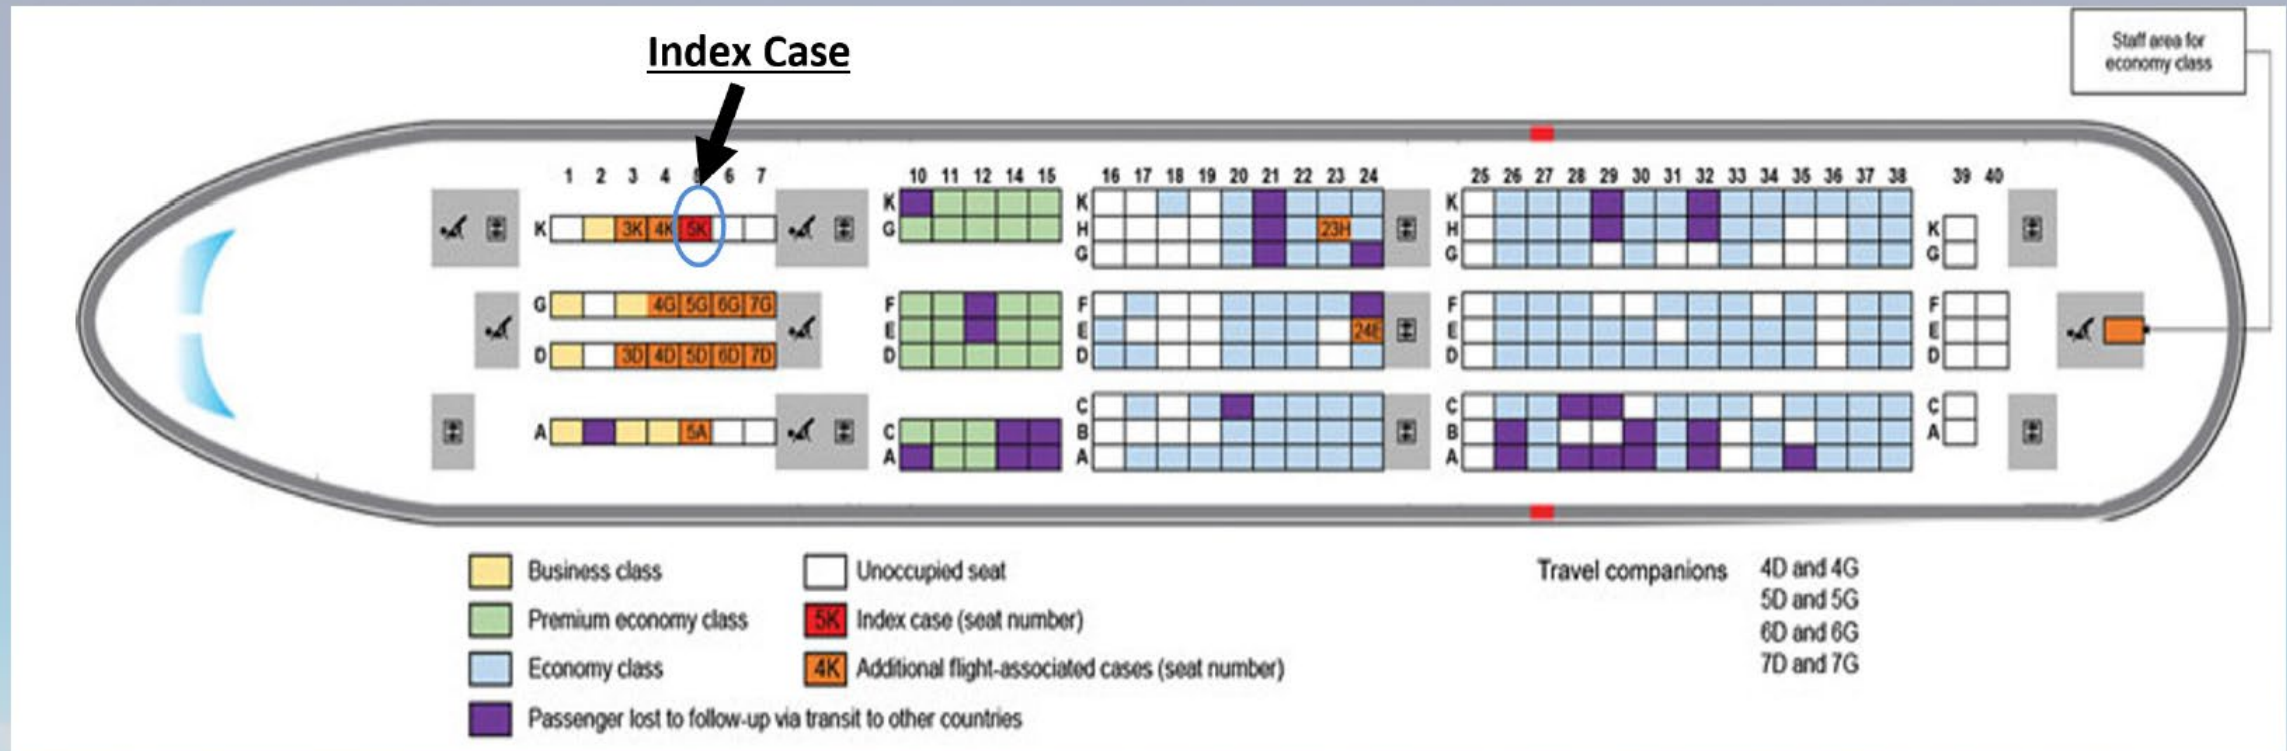 Index Case
Staff area for
economy class
1 2 3 4 5 6 7
10 11 12 14 15
16 17 18 19 20 21 22 23 24
25 26 27 28 29 30 31 32 33 34 35 36 37 38
39 40
K 3K 4K 5K
K
G
K
H 23H
G
K
H
G
K
G
G 4G 5G 6G 7G
D 3D 4D 5D 6D 7D
F
E
D
F
E 24E
D
F
E
D
F
E
D
A 5A
C
A
C
B
A
C
B
A
C
A
Business class
Premium economy class
Economy class
Passenger lost to follow-up via transit to other countries
Unoccupied seat
5K Index case (seat number)
4K Additional flight-associated cases (seat number)
Travel companions 4D and 4G
5D and 5G
6D and 6G
7D and 7G